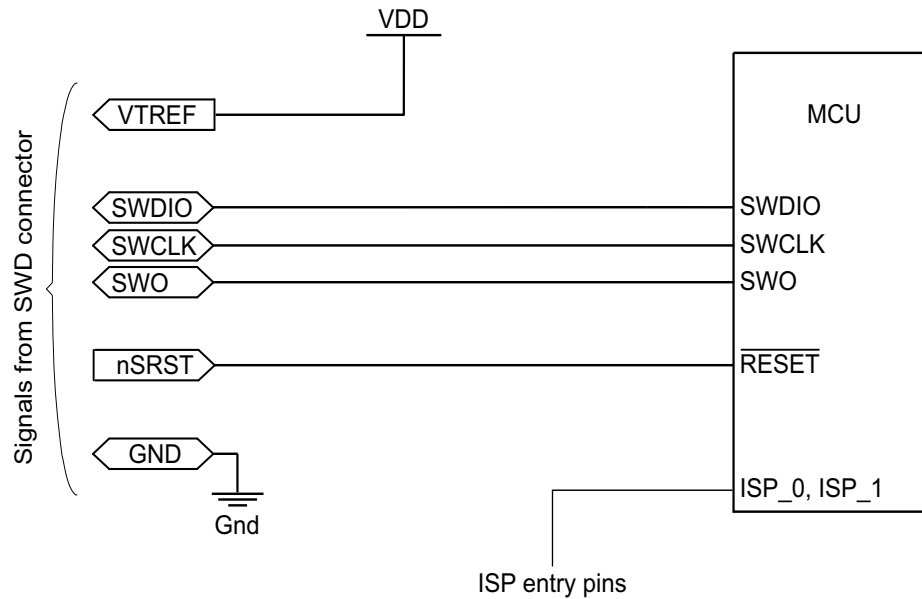 VDD
VTREF
MCU
Signals from SWD connector
SWDIO
SWDIO
SWCLK
SWCLK
SWO
SWO
nSRST
RESET
GND
ISP_0, ISP_1
Gnd
ISP entry pins